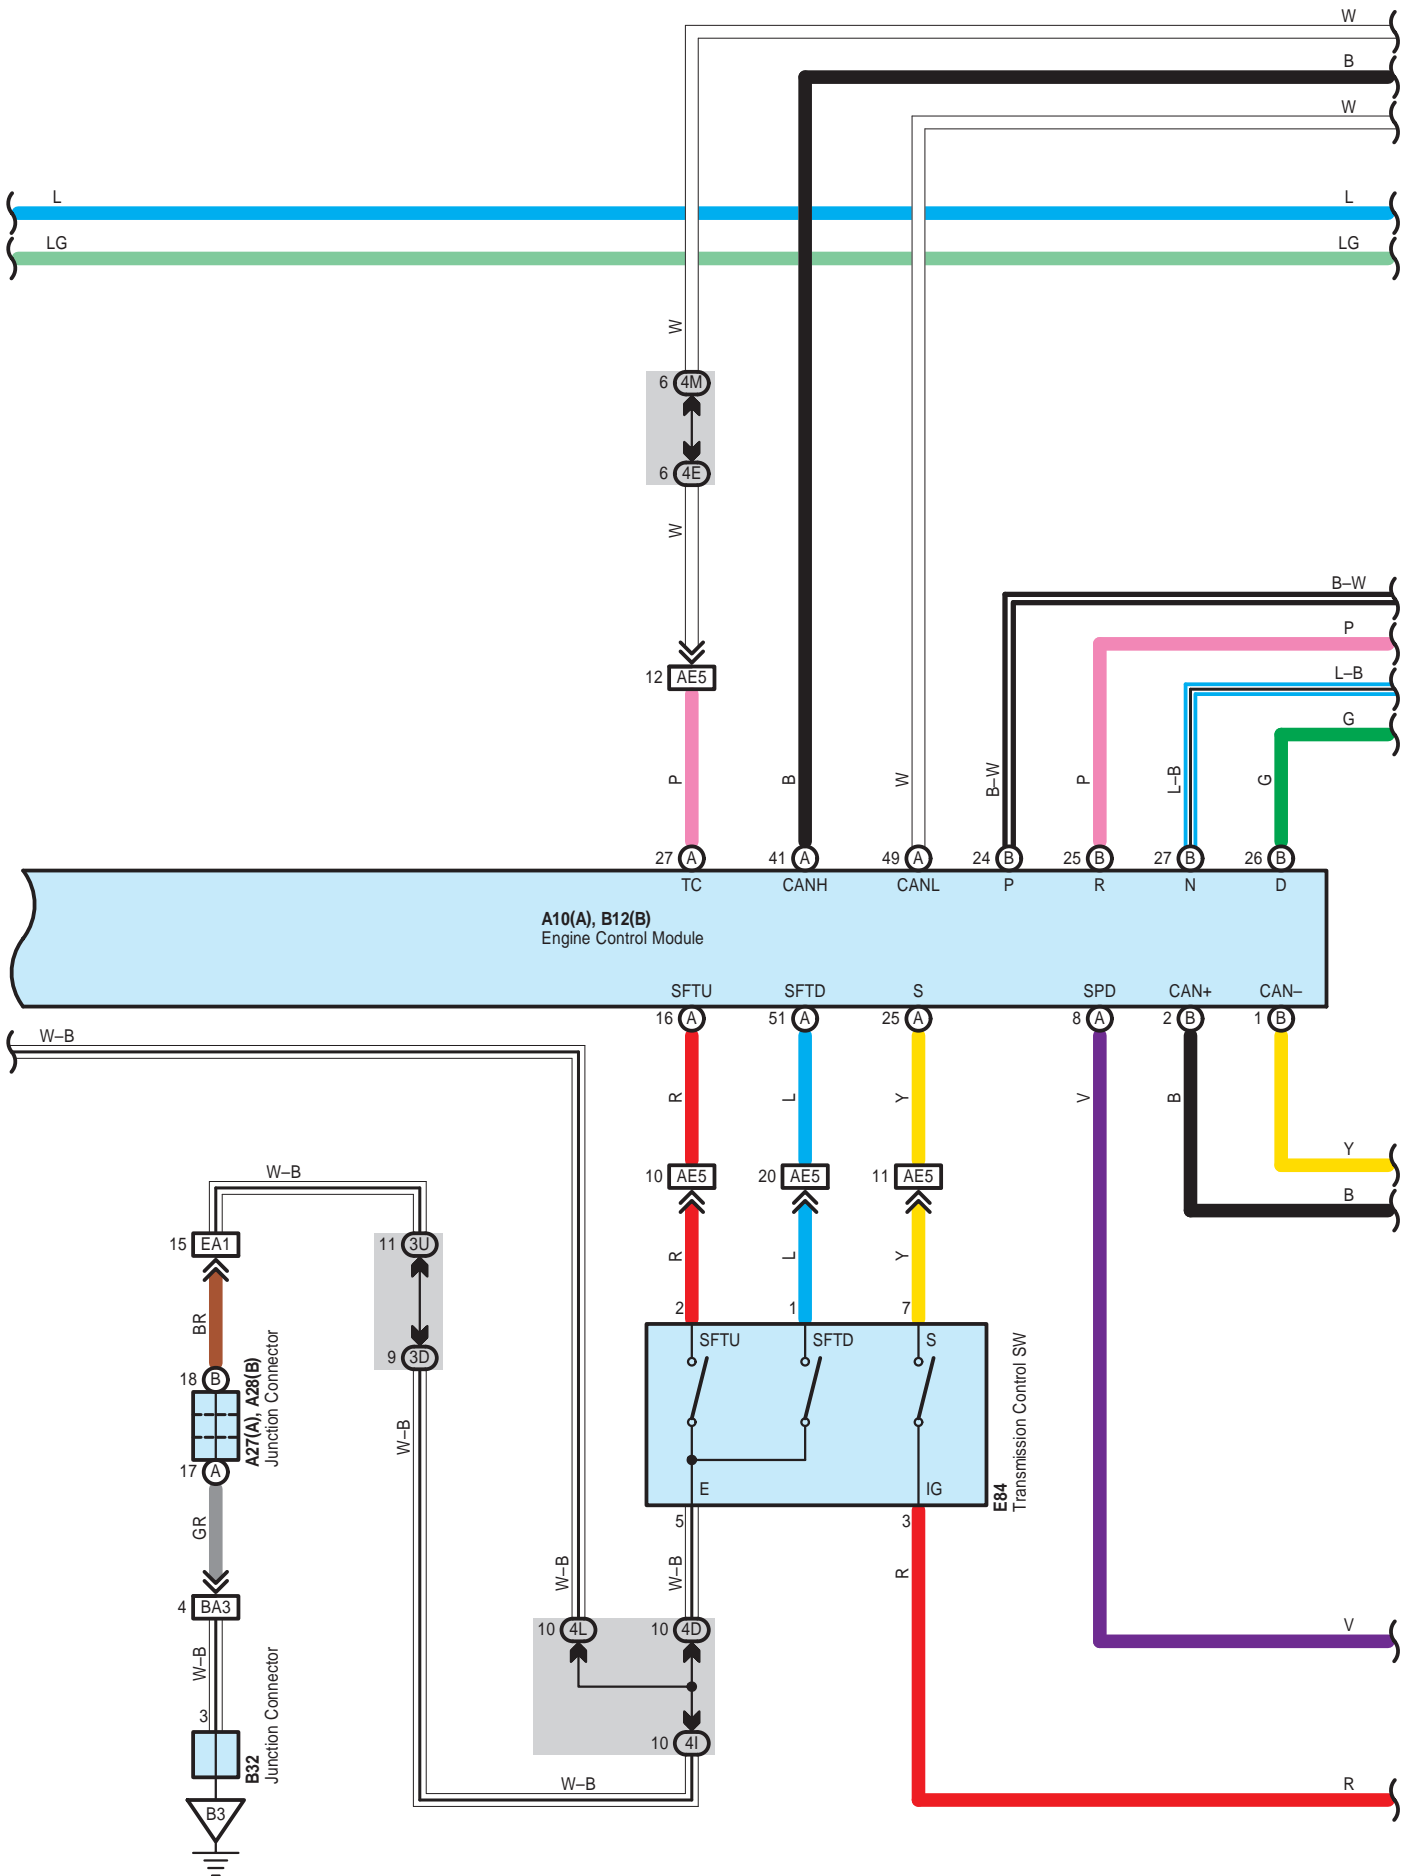 W
B
W
L
L
LG
LG
W
6 4M
6 4E
W
B–W
P
L–B
G
12 AE5
P
B
W
B–W
P
L–B
G
27 A
41 A
49 A
24 B
25 B
27 B
26 B
TC
CANH
CANL
P
R
N
D
A10(A), B12(B)
Engine Control Module
SFTU
SFTD
S
SPD
CAN+
CAN–
16 A
51 A
25 A
8 A
2 B
1 B
W–B
R
L
Y
V
B
Y
B
W–B
10 AE5
20 AE5
11 AE5
15 EA1
11 3U
R
L
Y
BR
2
1
7
SFTU
SFTD
S
9 3D
18 B
A27(A), A28(B)
Junction Connector
17 A
W–B
E
IG
E84
Transmission Control SW
5
3
GR
W–B
W–B
R
4 BA3
10 4L
10 4D
V
W–B
3
B32
Junction Connector
10 4I
W–B
R
B3